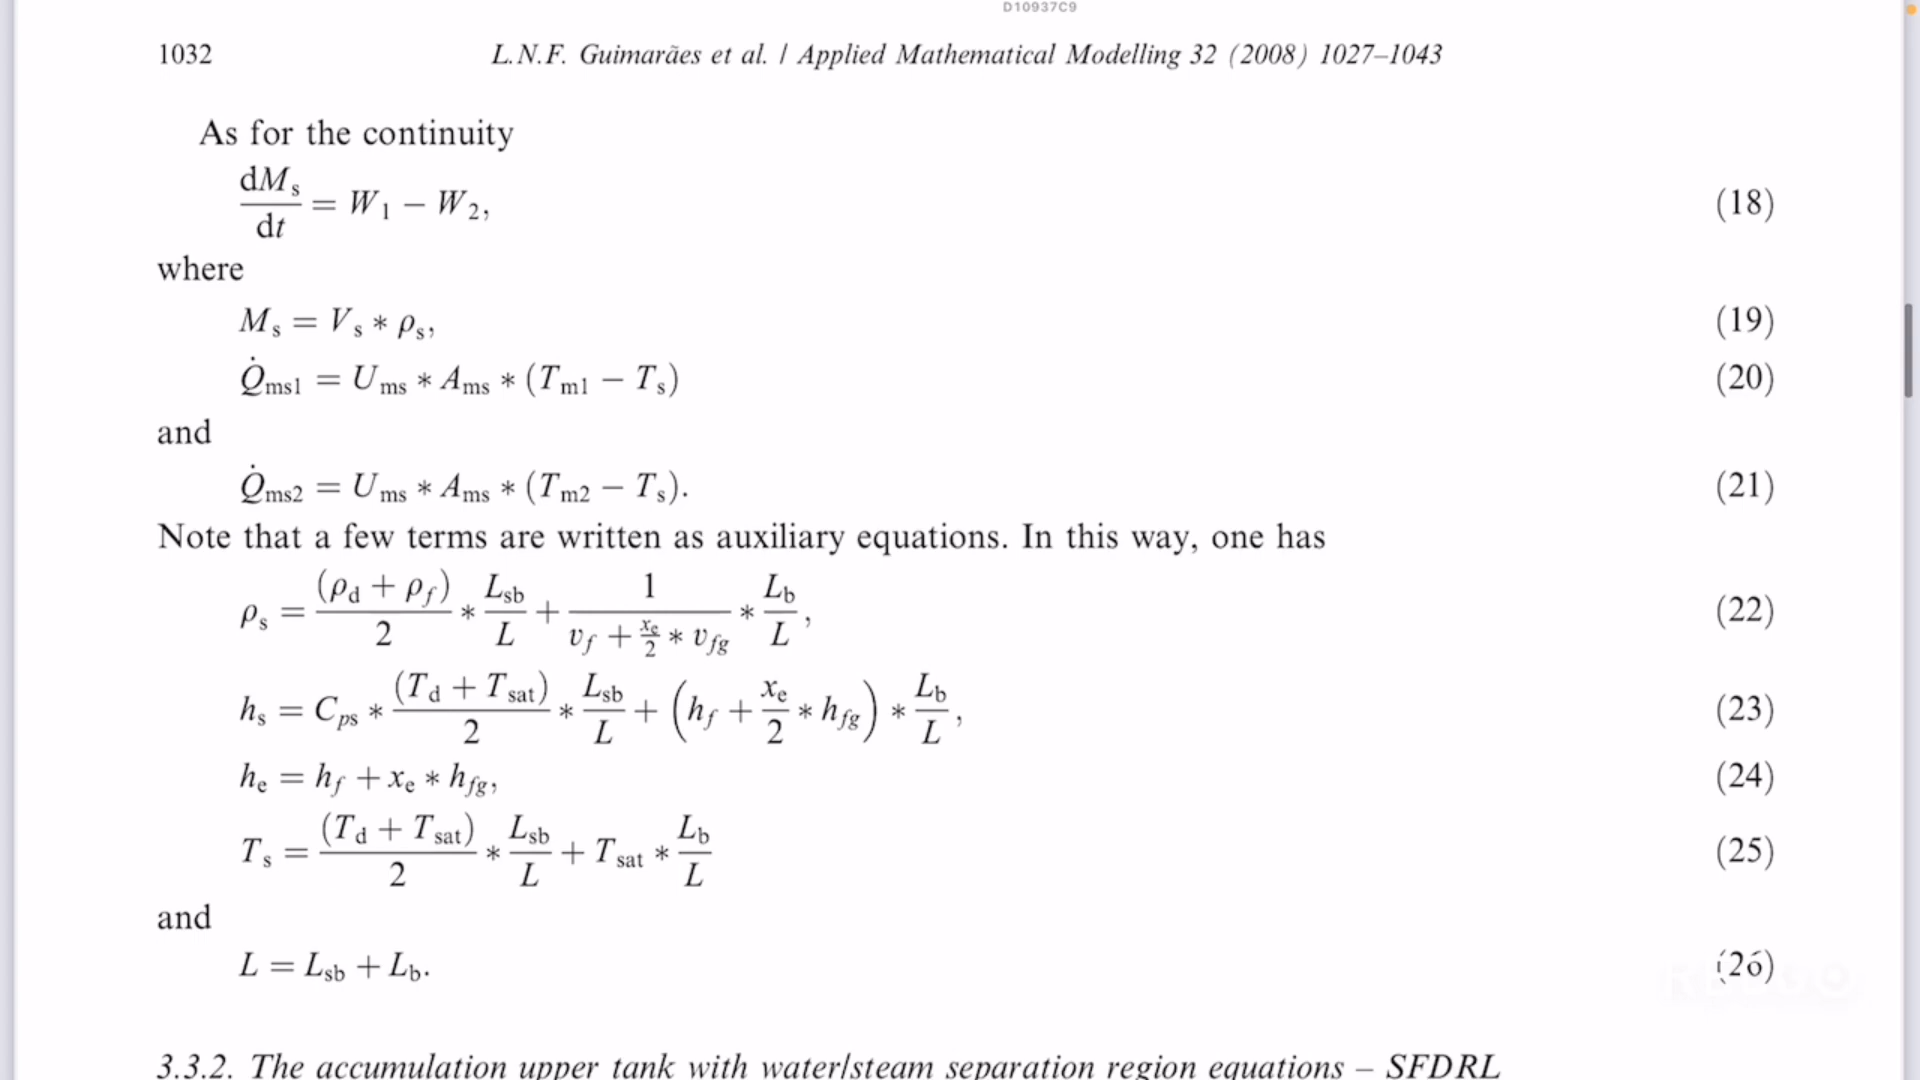 D10937C9
1032 L.N.F. Guimarães et al. / Applied Mathematical Modelling 32 (2008) 1027–1043
As for the continuity
dM_s/dt = W_1 − W_2, (18)
where
M_s = V_s * ρ_s, (19)
Q̇_ms1 = U_ms * A_ms * (T_m1 − T_s) (20)
and
Q̇_ms2 = U_ms * A_ms * (T_m2 − T_s). (21)
Note that a few terms are written as auxiliary equations. In this way, one has
ρ_s = (ρ_d + ρ_f)/2 * L_sb/L + 1/(v_f + x_e/2 * v_fg) * L_b/L, (22)
h_s = C_ps * (T_d + T_sat)/2 * L_sb/L + (h_f + x_e/2 * h_fg) * L_b/L, (23)
h_e = h_f + x_e * h_fg, (24)
T_s = (T_d + T_sat)/2 * L_sb/L + T_sat * L_b/L (25)
and
L = L_sb + L_b. (26)
3.3.2. The accumulation upper tank with water/steam separation region equations – SFDRL